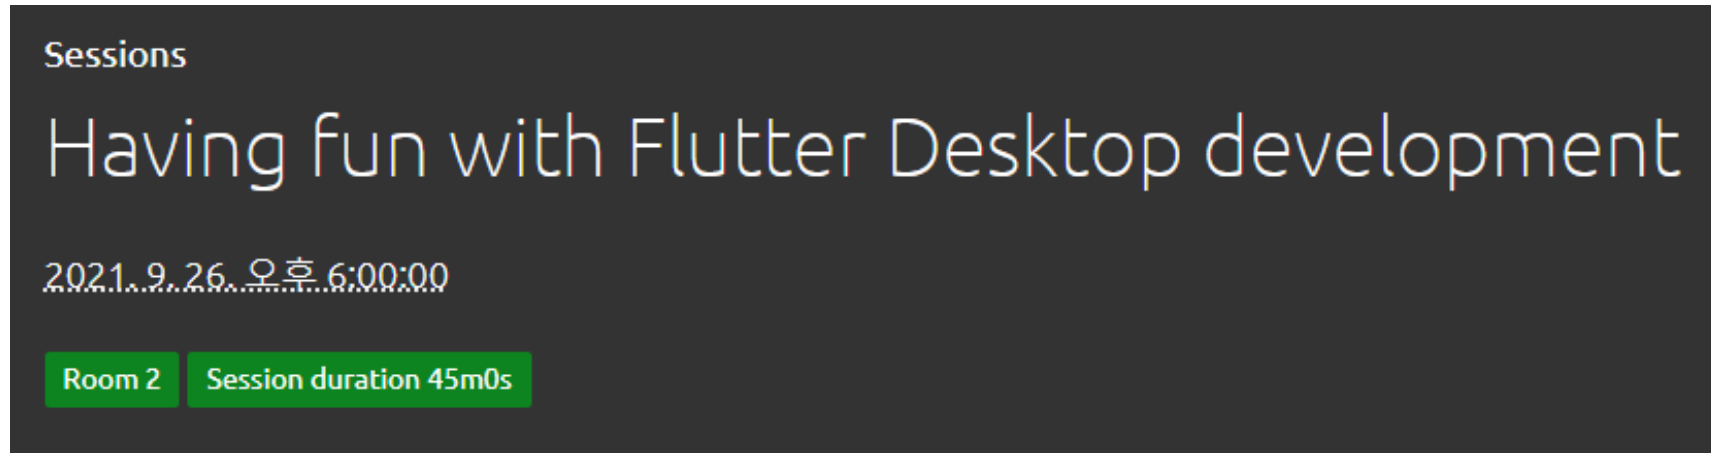 Sessions
Having fun with Flutter Desktop development
2021. 9. 26. 오후 6:00:00
Room 2 Session duration 45m0s